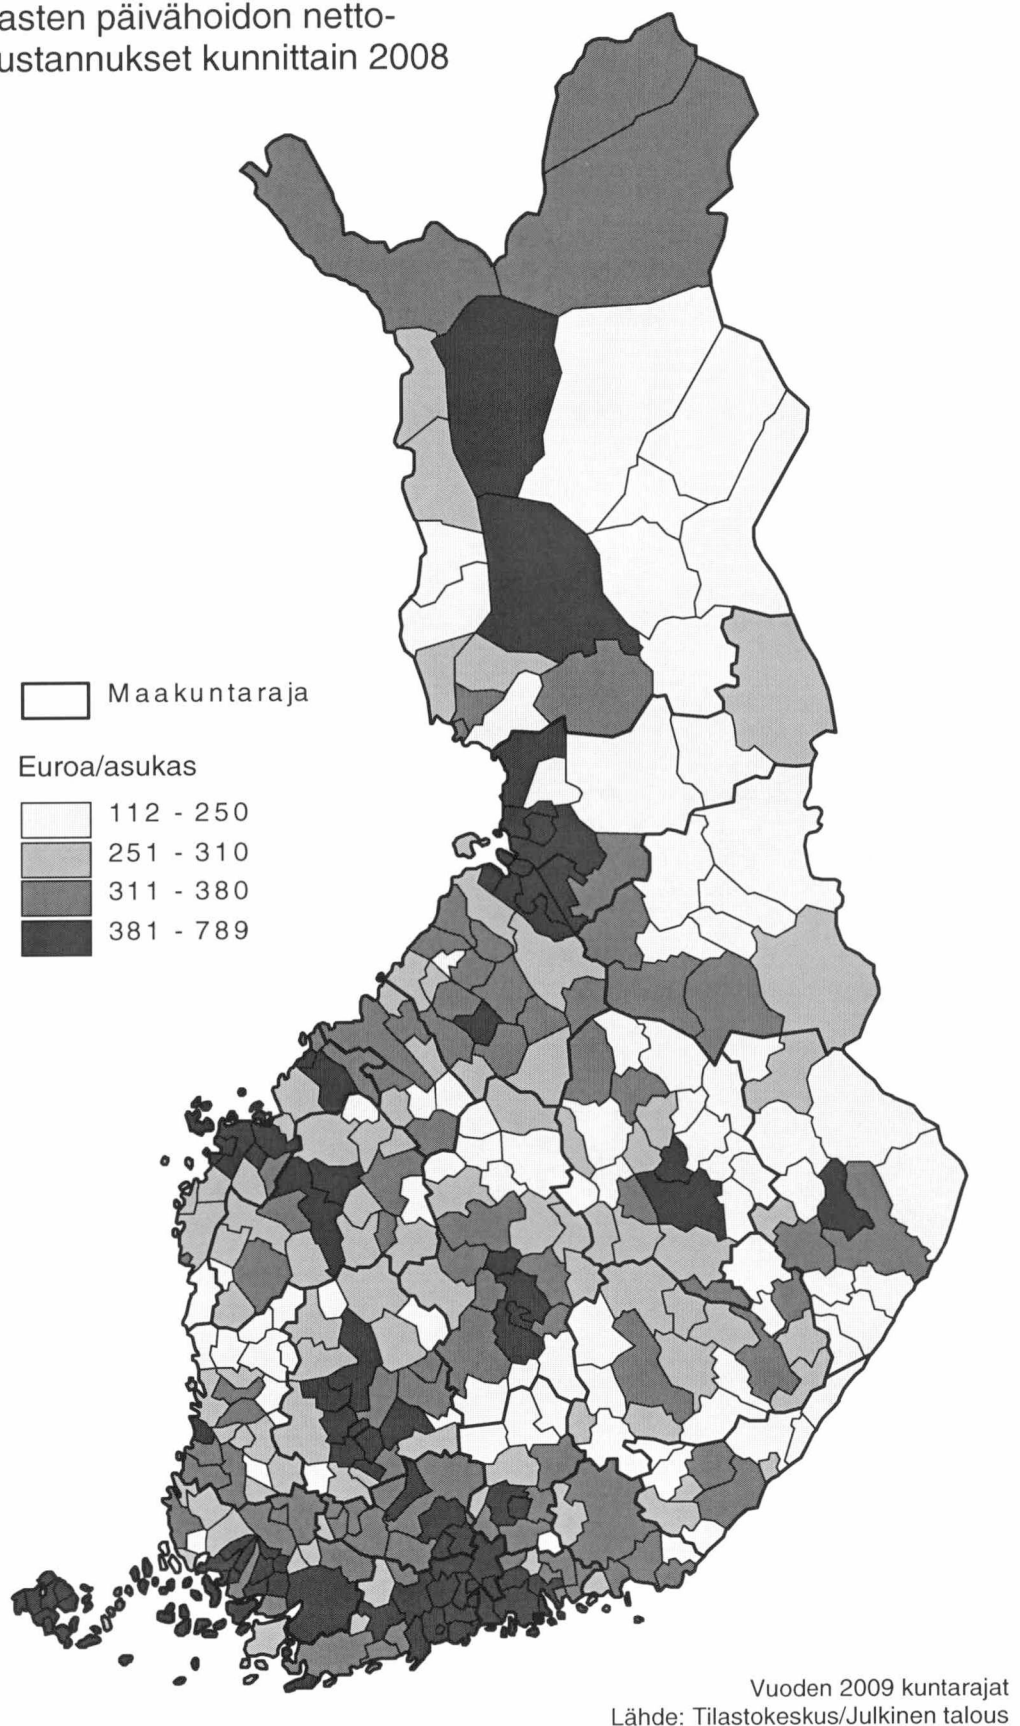 asten päivähoidon netto-
ustannukset kunnittain 2008
Maakuntaraja
Euroa/asukas
112 - 250
251 - 310
311 - 380
381 - 789
Vuoden 2009 kuntarajat
Lähde: Tilastokeskus/Julkinen talous